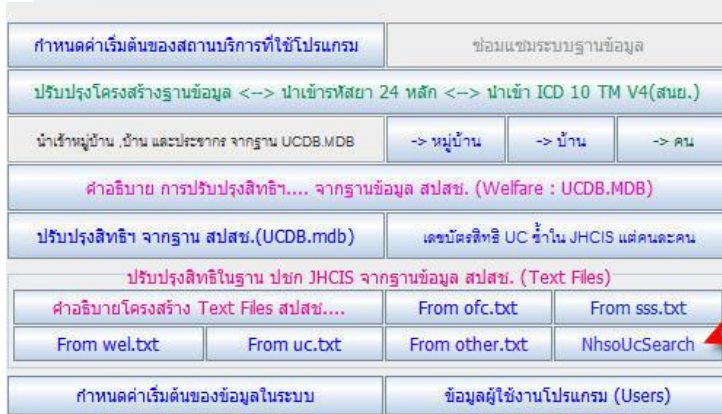 กำหนดค่าเริ่มต้นของสถานบริการที่ใช้โปรแกรม ซ่อมแซมระบบฐานข้อมูล
ปรับปรุงโครงสร้างฐานข้อมูล <--> นำเข้ารหัสยา 24 หลัก <--> นำเข้า ICD 10 TM V4(สนย.)
นำเข้าหมู่บ้าน ,บ้าน และประชากร จากฐาน UCDB.MDB -> หมู่บ้าน -> บ้าน -> คน
คำอธิบาย การปรับปรุงสิทธิฯ.... จากฐานข้อมูล สปสช. (Welfare : UCDB.MDB)
ปรับปรุงสิทธิฯ จากฐาน สปสช.(UCDB.mdb) เลขบัตรสิทธิ UC ซ้ำใน JHCIS แต่คนละคน
ปรับปรุงสิทธิในฐาน ปชก JHCIS จากฐานข้อมูล สปสช. (Text Files)
คำอธิบายโครงสร้าง Text Files สปสช.... From ofc.txt From sss.txt
From wel.txt From uc.txt From other.txt NhsoUcSearch
กำหนดค่าเริ่มต้นของข้อมูลในระบบ ข้อมูลผู้ใช้งานโปรแกรม (Users)